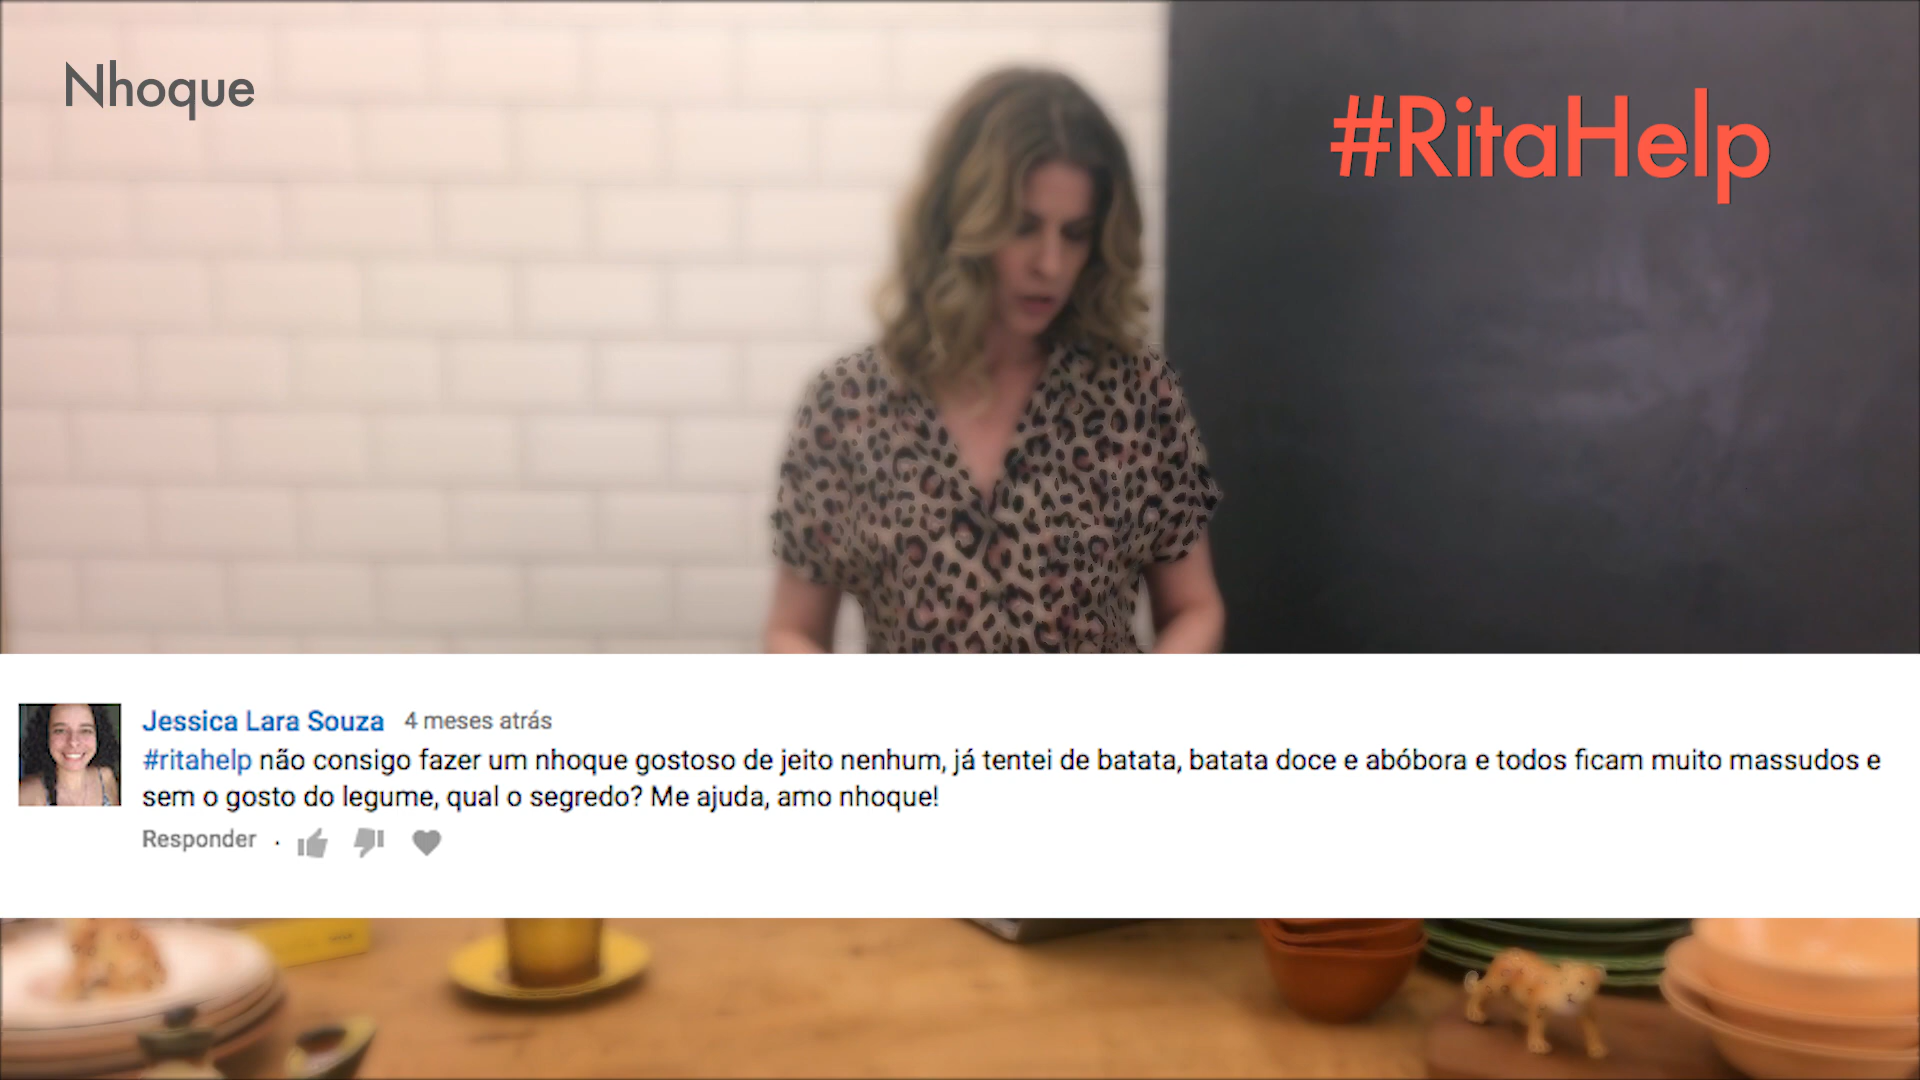 Nhoque
#RitaHelp
Jessica Lara Souza 4 meses atrás
#ritahelp não consigo fazer um nhoque gostoso de jeito nenhum, já tentei de batata, batata doce e abóbora e todos ficam muito massudos e
sem o gosto do legume, qual o segredo? Me ajuda, amo nhoque!
Responder .